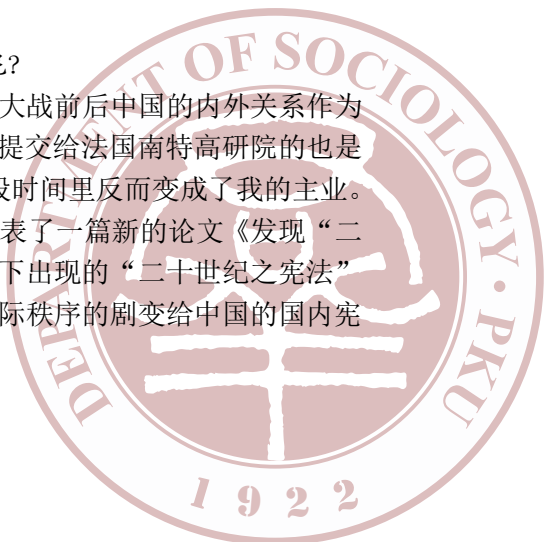 ?
大战前后中国的内外关系作为
提交给法国南特高研院的也是
段时间里反而变成了我的主业。
表了一篇新的论文《发现“二
下出现的“二十世纪之宪法”
际秩序的剧变给中国的国内宪
DEPARTMENT OF SOCIOLOGY·PKU
1922